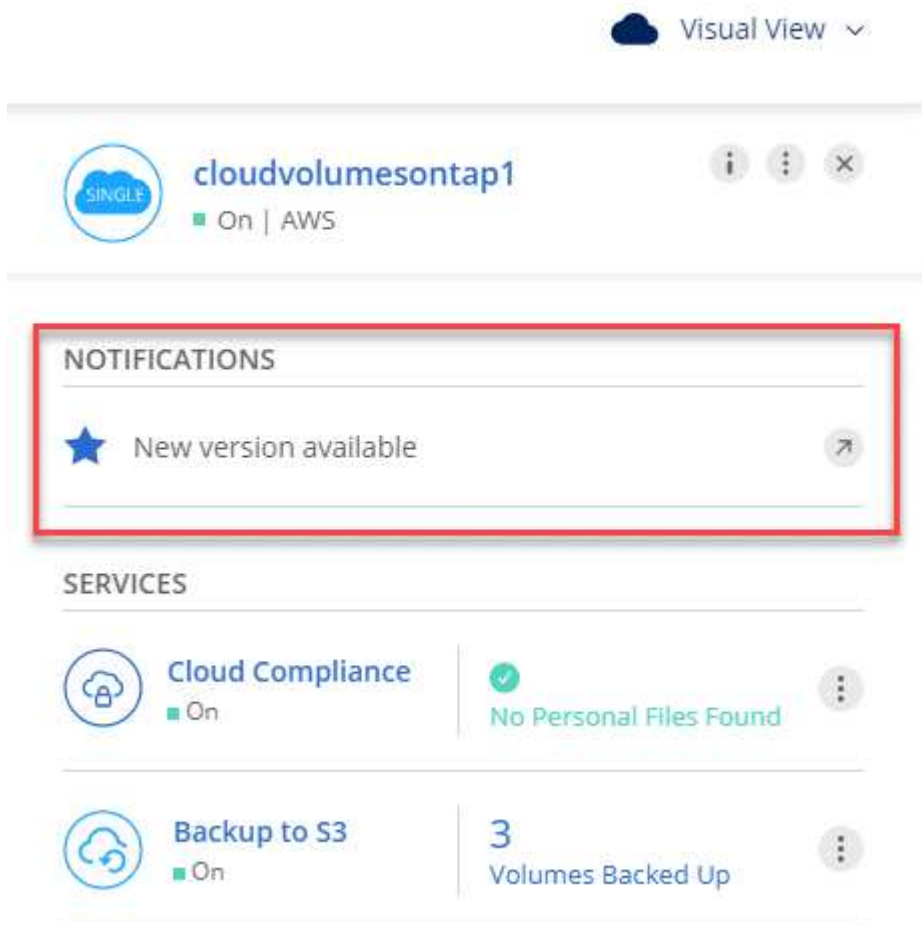 Visual View
SINGLE
cloudvolumesontap1
On | AWS
NOTIFICATIONS
New version available
SERVICES
Cloud Compliance
On
No Personal Files Found
Backup to S3
On
3
Volumes Backed Up